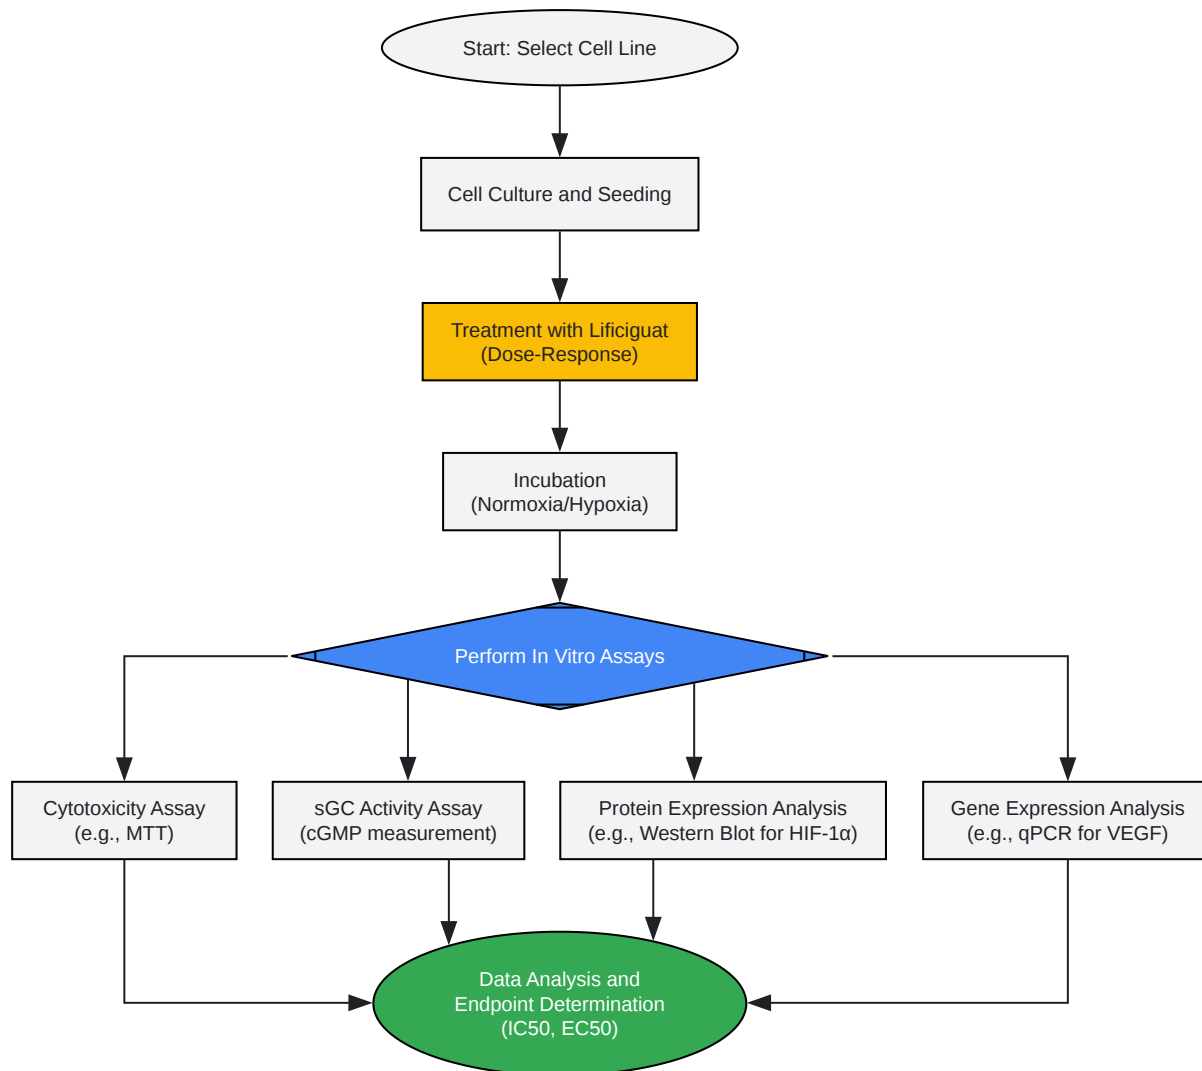 Start: Select Cell Line
Cell Culture and Seeding
Treatment with Lificiguat
(Dose-Response)
Incubation
(Normoxia/Hypoxia)
Perform In Vitro Assays
Cytotoxicity Assay
(e.g., MTT)
sGC Activity Assay
(cGMP measurement)
Protein Expression Analysis
(e.g., Western Blot for HIF-1α)
Gene Expression Analysis
(e.g., qPCR for VEGF)
Data Analysis and
Endpoint Determination
(IC50, EC50)